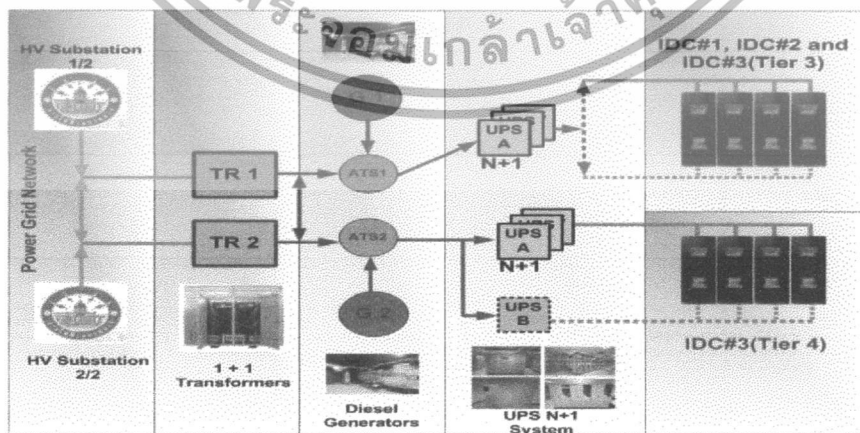 HV Substation
1/2
Power Grid Network
HV Substation
2/2
TR 1
TR 2
1 + 1
Transformers
ATS1
ATS2
G 2
Diesel
Generators
UPS
A
N+1
UPS
A
N+1
UPS
B
UPS N+1
System
IDC#1, IDC#2 and
IDC#3(Tier 3)
IDC#3(Tier 4)